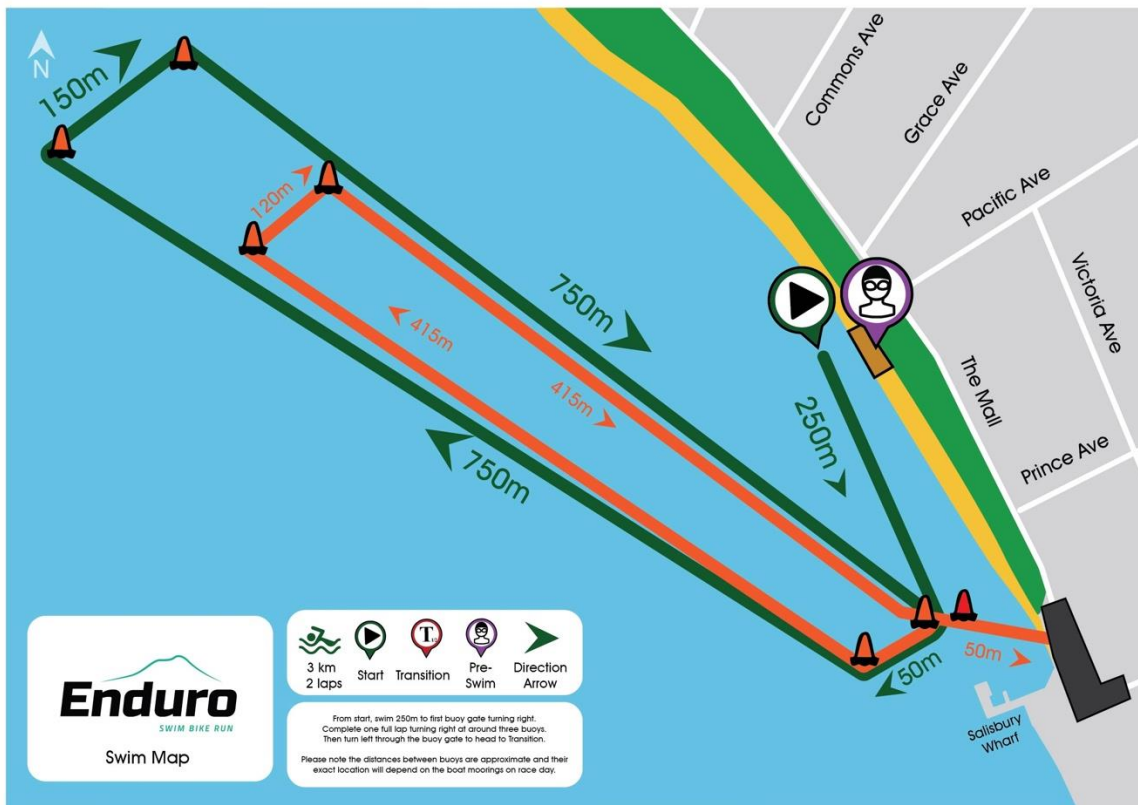 N
150m
120m
750m
415m
415m
750m
250m
50m
50m
Commons Ave
Grace Ave
Pacific Ave
Victoria Ave
The Mall
Prince Ave
Salisbury
Wharf
Enduro
SWIM BIKE RUN
Swim Map
3 km
2 laps
Start
T
Transition
Pre-
Swim
Direction
Arrow
From start, swim 250m to first buoy gate turning right.
Complete one full lap turning right at around three buoys.
Then turn left through the buoy gate to head to Transition.
Please note the distances between buoys are approximate and their
exact location will depend on the boat moorings on race day.